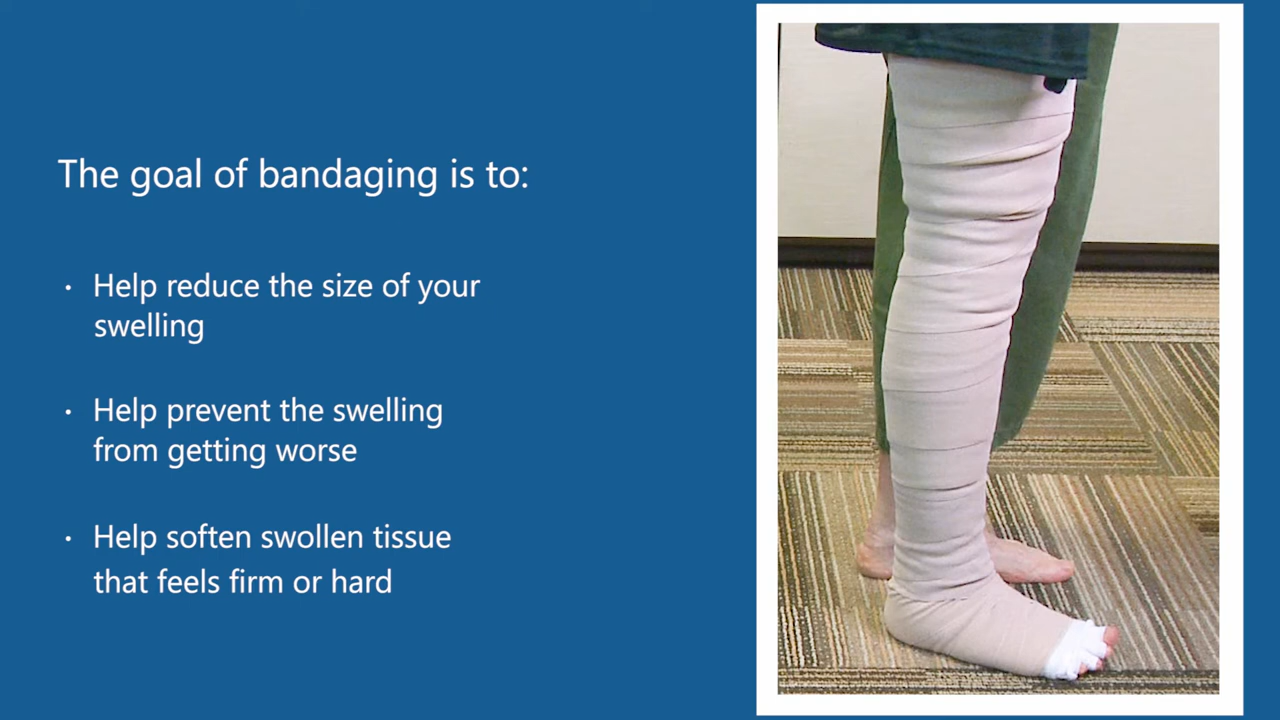 The goal of bandaging is to:
• Help reduce the size of your
swelling
• Help prevent the swelling
from getting worse
• Help soften swollen tissue
that feels firm or hard